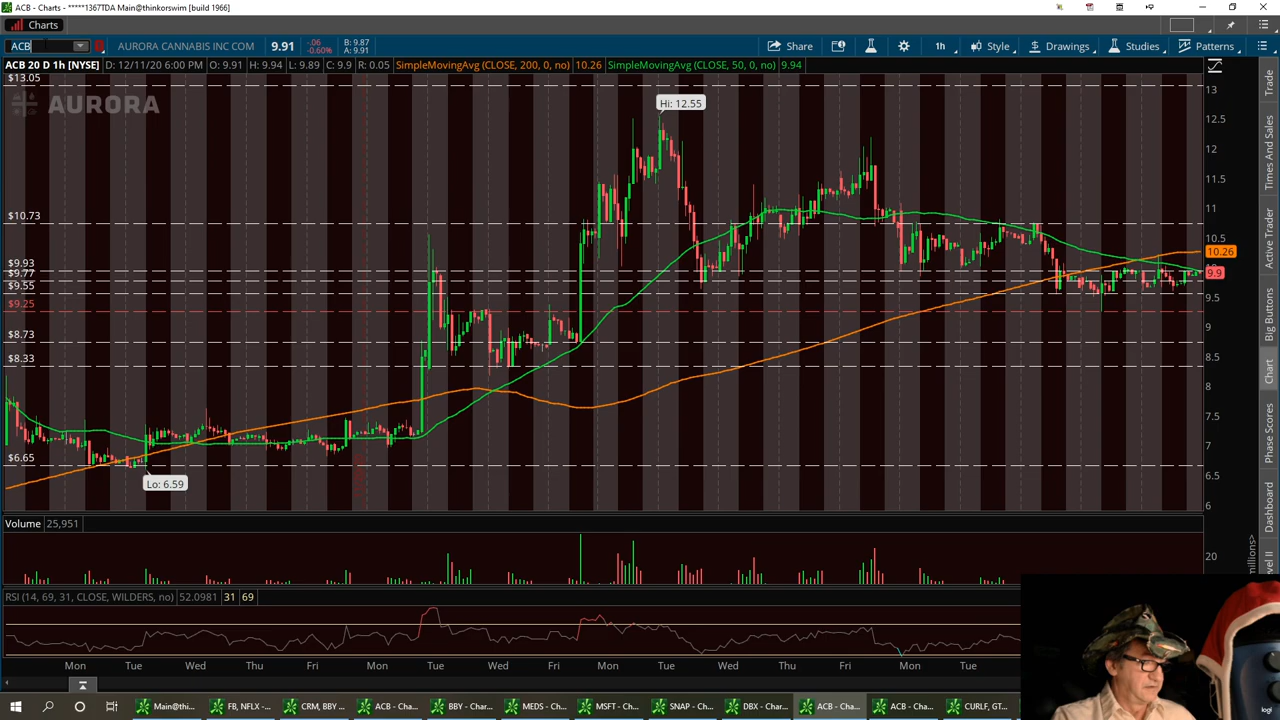 ACB - Charts - *****1367TDA Main@thinkorswim [build 1966]
Charts
ACB AURORA CANNABIS INC COM 9.91 -.06 -0.60% B: 9.87 A: 9.91 Share 1h Style Drawings Studies Patterns
ACB 20 D 1h [NYSE] D: 12/11/20 6:00 PM O: 9.91 H: 9.94 L: 9.89 C: 9.9 R: 0.05 SimpleMovingAvg (CLOSE, 200, 0, no) 10.26 SimpleMovingAvg (CLOSE, 50, 0, no) 9.94
$13.05
AURORA
Hi: 12.55
$10.73
$9.93
$9.77
$9.55
$9.25
$8.73
$8.33
$6.65
Lo: 6.59
13
12.5
12
11.5
11
10.5
10.26
9.9
9.5
9
8.5
8
7.5
7
6.5
6
Volume 25,951
20
<millions>
RSI (14, 69, 31, CLOSE, WILDERS, no) 52.0981 31 69
Mon Tue Wed Thu Fri Mon Tue Wed Fri Mon Tue Wed Thu Fri Mon Tue
Trade
Times And Sales
Active Trader
Big Buttons
Chart
Phase Scores
Dashboard
Level II
Main@thi... FB, NFLX -... CRM, BBY ... ACB - Cha... BBY - Char... MEDS - Ch... MSFT - Ch... SNAP - Ch... DBX - Cha... ACB - Cha... ACB - Cha... CURLF, GT...
logi